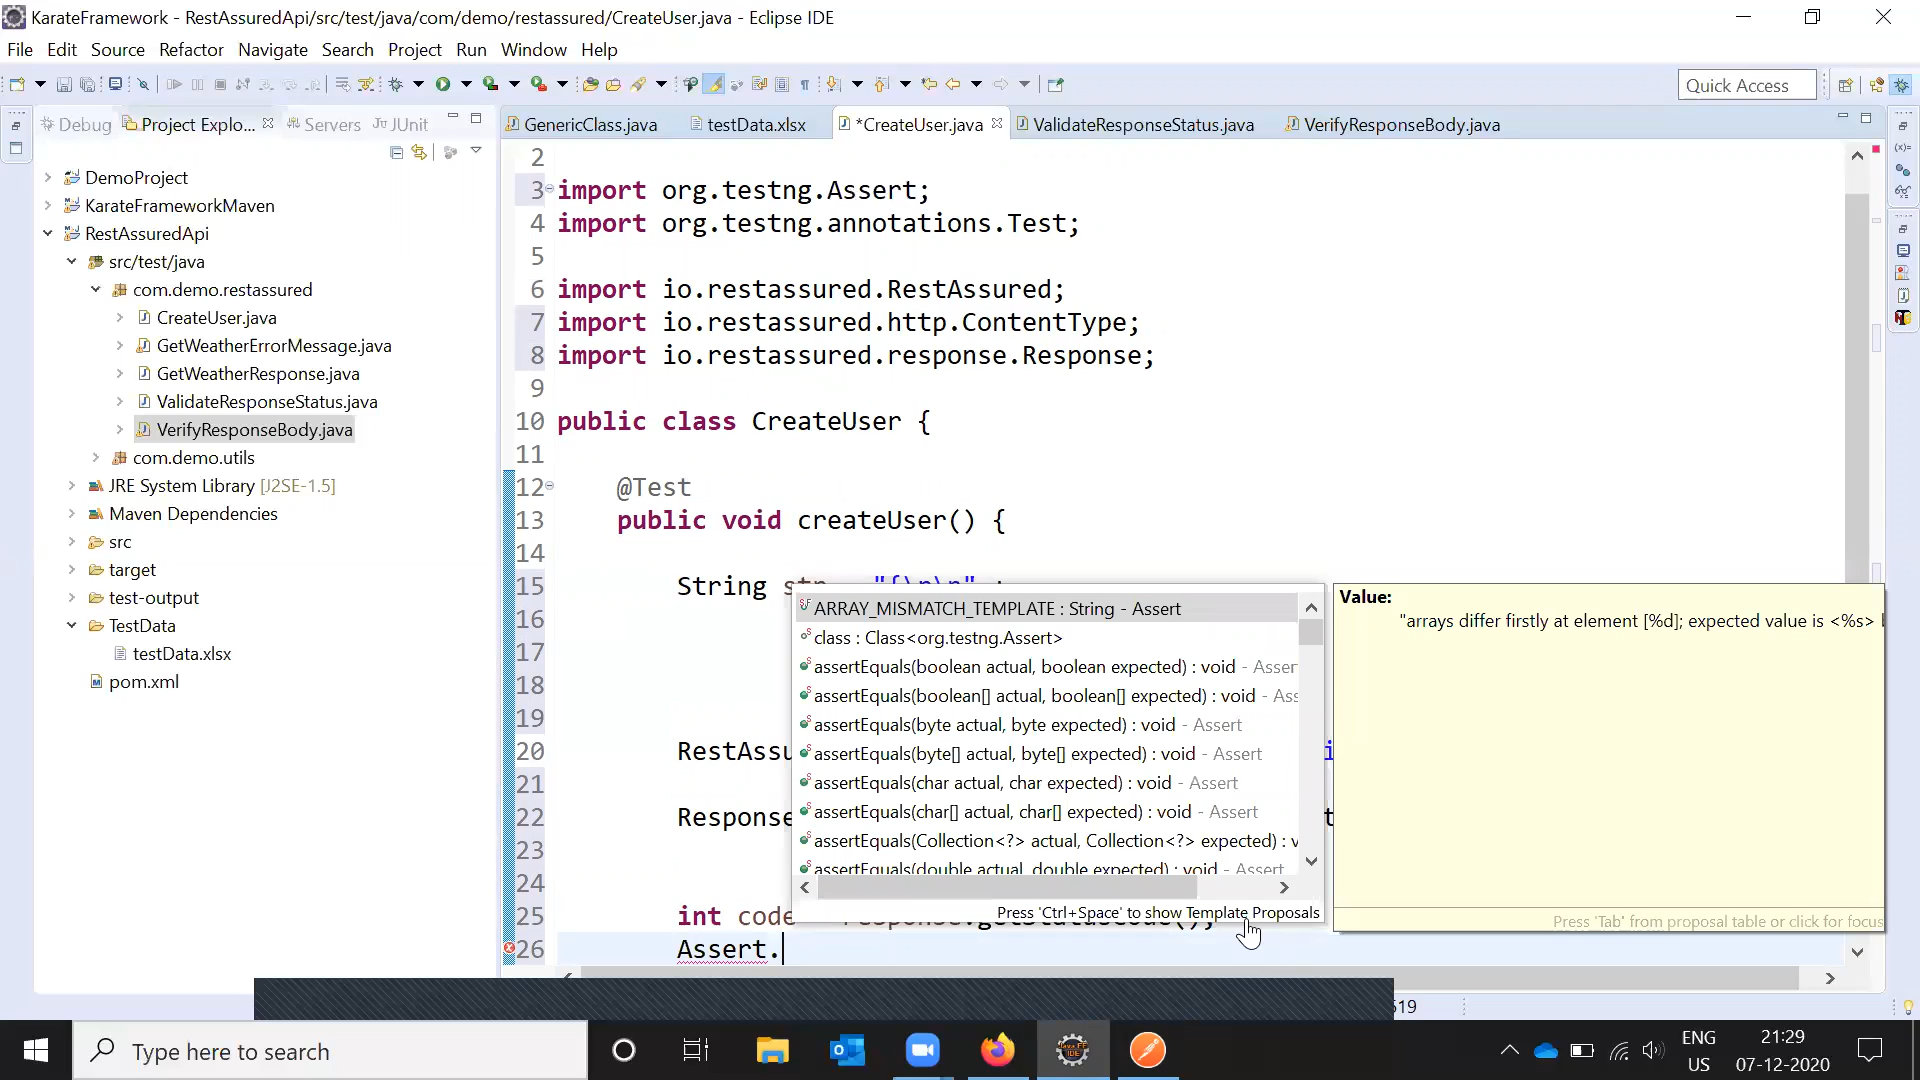 KarateFramework - RestAssuredApi/src/test/java/com/demo/restassured/CreateUser.java - Eclipse IDE
File Edit Source Refactor Navigate Search Project Run Window Help
Quick Access
Debug Project Explo... Servers JUnit
GenericClass.java testData.xlsx *CreateUser.java ValidateResponseStatus.java VerifyResponseBody.java
DemoProject
KarateFrameworkMaven
RestAssuredApi
src/test/java
com.demo.restassured
CreateUser.java
GetWeatherErrorMessage.java
GetWeatherResponse.java
ValidateResponseStatus.java
VerifyResponseBody.java
com.demo.utils
JRE System Library [J2SE-1.5]
Maven Dependencies
src
target
test-output
TestData
testData.xlsx
pom.xml
2
3 import org.testng.Assert;
4 import org.testng.annotations.Test;
5
6 import io.restassured.RestAssured;
7 import io.restassured.http.ContentType;
8 import io.restassured.response.Response;
9
10 public class CreateUser {
11
12 @Test
13 public void createUser() {
14
15 String str "{\n\n"
16
17
18
19
20 RestAssu
21
22 Response
23
24
25 int code response.getStatusCode();
26 Assert.
ARRAY_MISMATCH_TEMPLATE : String - Assert
class : Class<org.testng.Assert>
assertEquals(boolean actual, boolean expected) : void - Asser
assertEquals(boolean[] actual, boolean[] expected) : void - Ass
assertEquals(byte actual, byte expected) : void - Assert
assertEquals(byte[] actual, byte[] expected) : void - Assert
assertEquals(char actual, char expected) : void - Assert
assertEquals(char[] actual, char[] expected) : void - Assert
assertEquals(Collection<?> actual, Collection<?> expected) : v
assertEquals(double actual, double expected) : void - Assert
Press 'Ctrl+Space' to show Template Proposals
Value:
"arrays differ firstly at element [%d]; expected value is <%s>
Press 'Tab' from proposal table or click for focus
519
Type here to search
ENG
US
21:29
07-12-2020